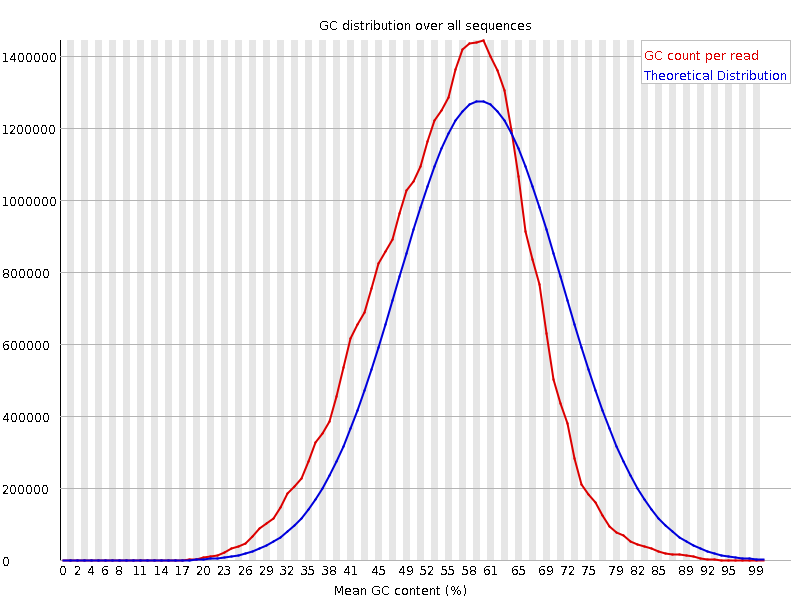 GC distribution over all sequences
GC count per read
Theoretical Distribution
1400000
1200000
1000000
800000
600000
400000
200000
0
0 2 4 6 8 11 14 17 20 23 26 29 32 35 38 41 45 49 52 55 58 61 65 69 72 75 79 82 85 89 92 95 99
Mean GC content (%)